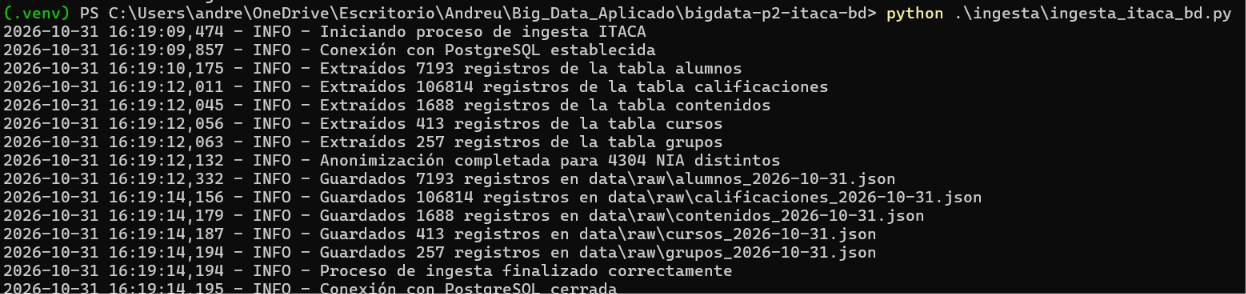 (.venv) PS C:\Users\andre\OneDrive\Escritorio\Andreu\Big_Data_Aplicado\bigdata-p2-itaca-bd> python .\ingesta\ingesta_itaca_bd.py
2026-10-31 16:19:09,474 - INFO - Iniciando proceso de ingesta ITACA
2026-10-31 16:19:09,857 - INFO - Conexión con PostgreSQL establecida
2026-10-31 16:19:10,175 - INFO - Extraídos 7193 registros de la tabla alumnos
2026-10-31 16:19:12,011 - INFO - Extraídos 106814 registros de la tabla calificaciones
2026-10-31 16:19:12,045 - INFO - Extraídos 1688 registros de la tabla contenidos
2026-10-31 16:19:12,056 - INFO - Extraídos 413 registros de la tabla cursos
2026-10-31 16:19:12,063 - INFO - Extraídos 257 registros de la tabla grupos
2026-10-31 16:19:12,132 - INFO - Anonimización completada para 4304 NIA distintos
2026-10-31 16:19:12,332 - INFO - Guardados 7193 registros en data\raw\alumnos_2026-10-31.json
2026-10-31 16:19:14,156 - INFO - Guardados 106814 registros en data\raw\calificaciones_2026-10-31.json
2026-10-31 16:19:14,179 - INFO - Guardados 1688 registros en data\raw\contenidos_2026-10-31.json
2026-10-31 16:19:14,187 - INFO - Guardados 413 registros en data\raw\cursos_2026-10-31.json
2026-10-31 16:19:14,194 - INFO - Guardados 257 registros en data\raw\grupos_2026-10-31.json
2026-10-31 16:19:14,194 - INFO - Proceso de ingesta finalizado correctamente
2026-10-31 16:19:14,195 - INFO - Conexión con PostgreSQL cerrada